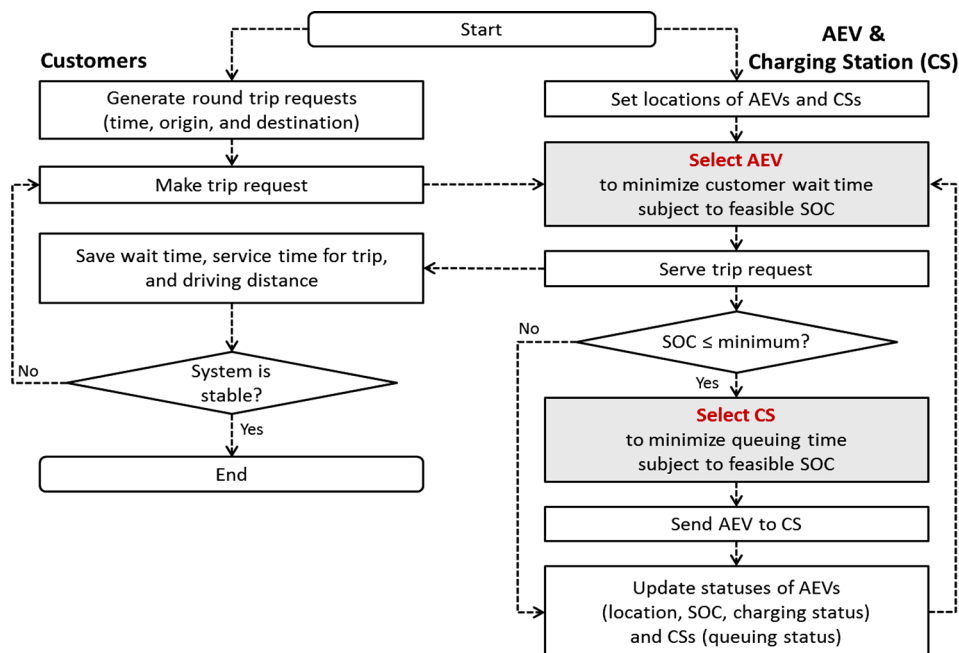 Start
Customers
Generate round trip requests
(time, origin, and destination)
Make trip request
Save wait time, service time for trip,
and driving distance
No
System is
stable?
Yes
End
AEV &
Charging Station (CS)
Set locations of AEVs and CSs
Select AEV
to minimize customer wait time
subject to feasible SOC
Serve trip request
No
SOC ≤ minimum?
Yes
Select CS
to minimize queuing time
subject to feasible SOC
Send AEV to CS
Update statuses of AEVs
(location, SOC, charging status)
and CSs (queuing status)